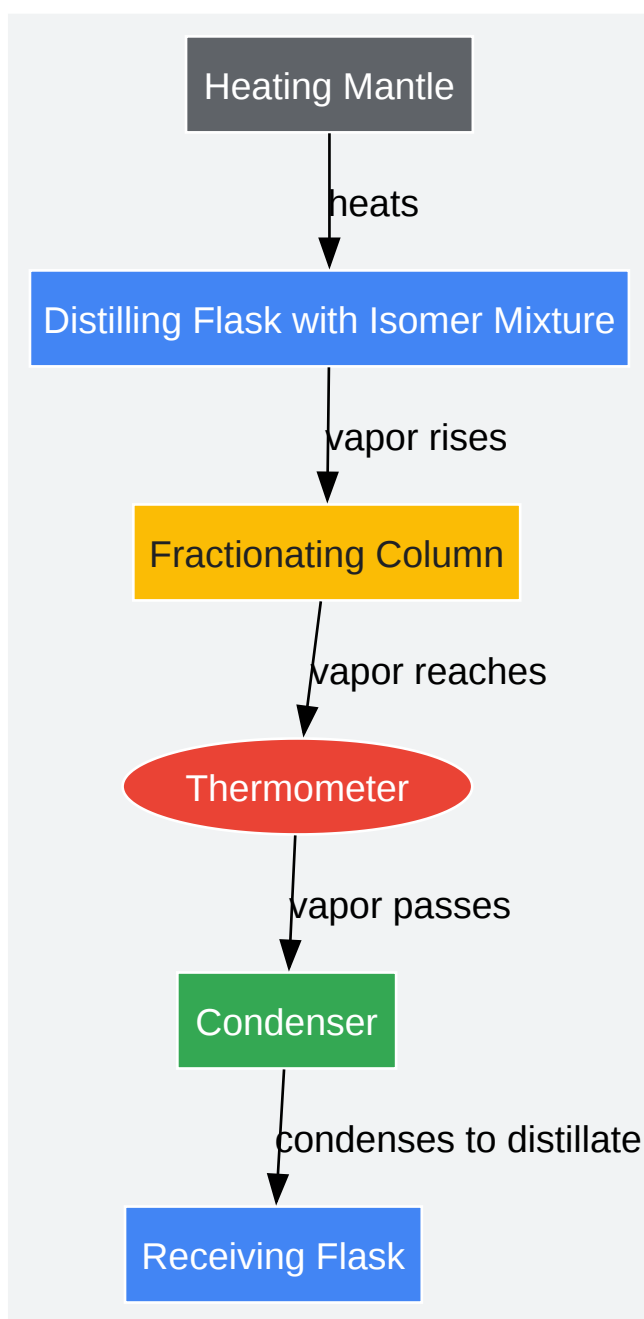 Heating Mantle
heats
Distilling Flask with Isomer Mixture
vapor rises
Fractionating Column
vapor reaches
Thermometer
vapor passes
Condenser
condenses to distillate
Receiving Flask